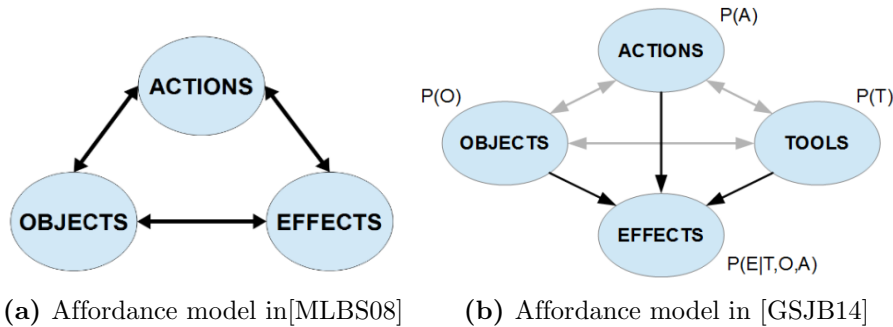 ACTIONS
OBJECTS
EFFECTS
(a) Affordance model in[MLBS08]
P(A)
ACTIONS
P(O)
P(T)
OBJECTS
TOOLS
EFFECTS
P(E|T,O,A)
(b) Affordance model in [GSJB14]